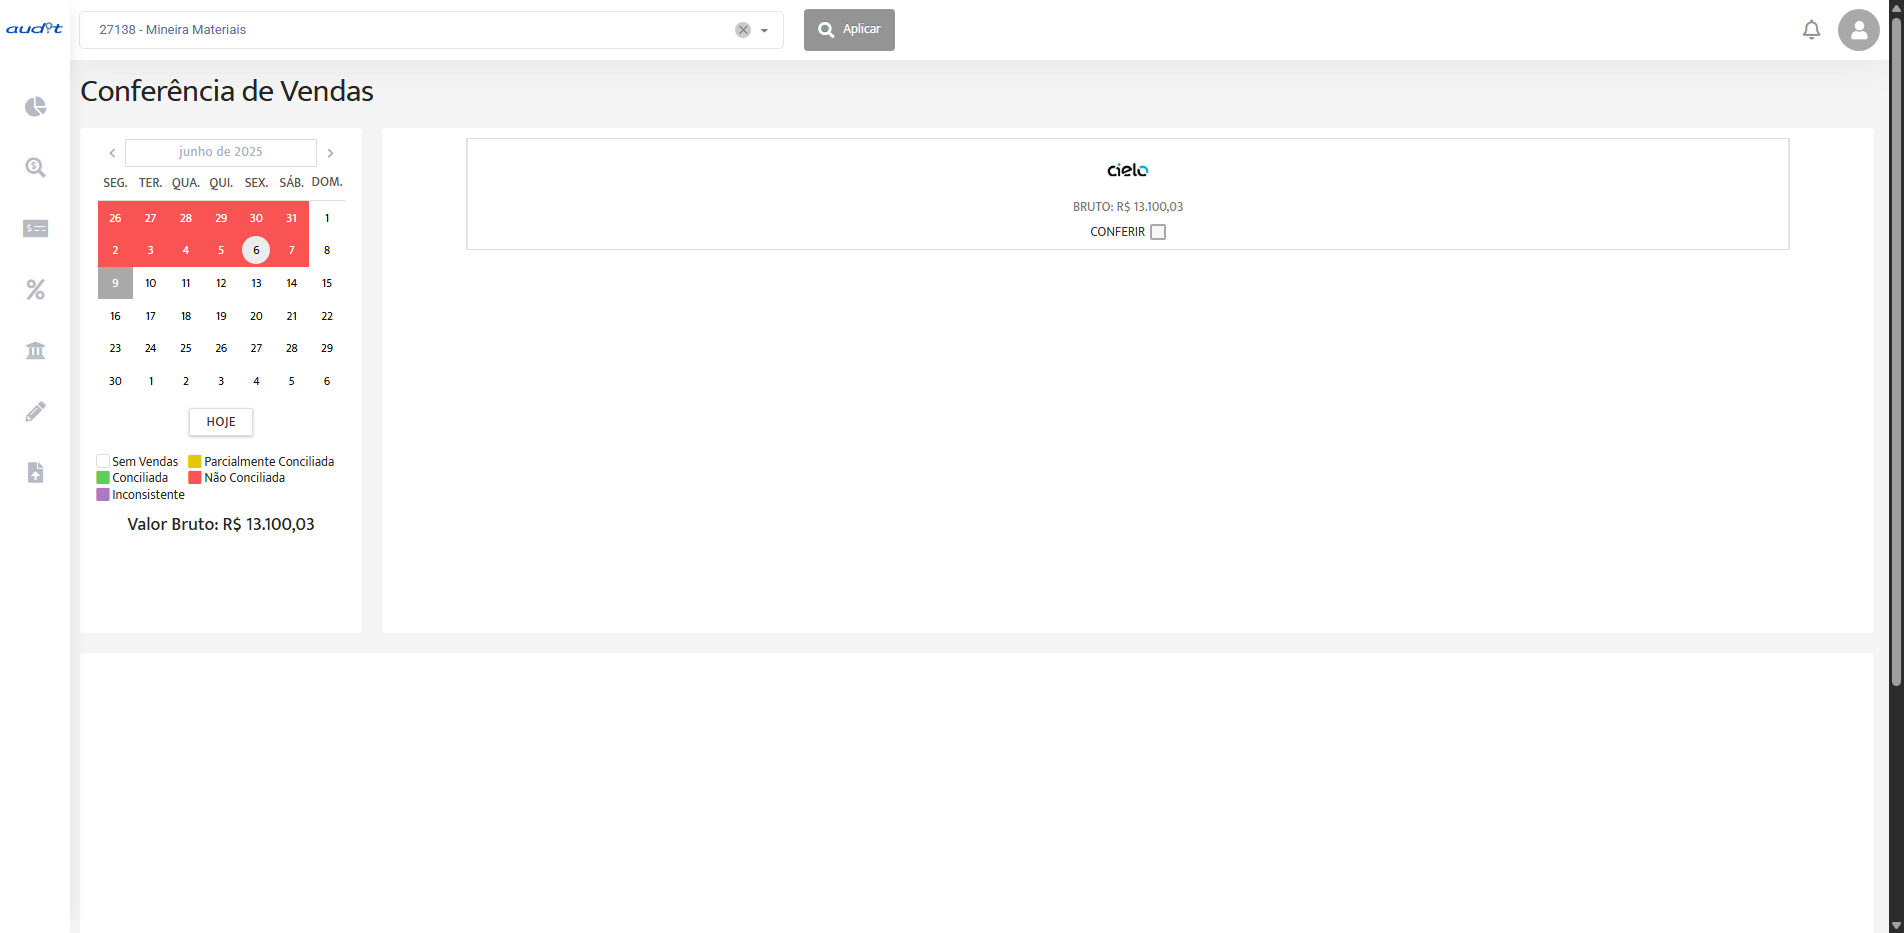 audit
27138 - Mineira Materiais
Aplicar
Conferência de Vendas
junho de 2025
SEG. TER. QUA. QUI. SEX. SÁB. DOM.
26 27 28 29 30 31 1
2 3 4 5 6 7 8
9 10 11 12 13 14 15
16 17 18 19 20 21 22
23 24 25 26 27 28 29
30 1 2 3 4 5 6
HOJE
Sem Vendas Parcialmente Conciliada
Conciliada Não Conciliada
Inconsistente
Valor Bruto: R$ 13.100,03
cielo
BRUTO: R$ 13.100,03
CONFERIR